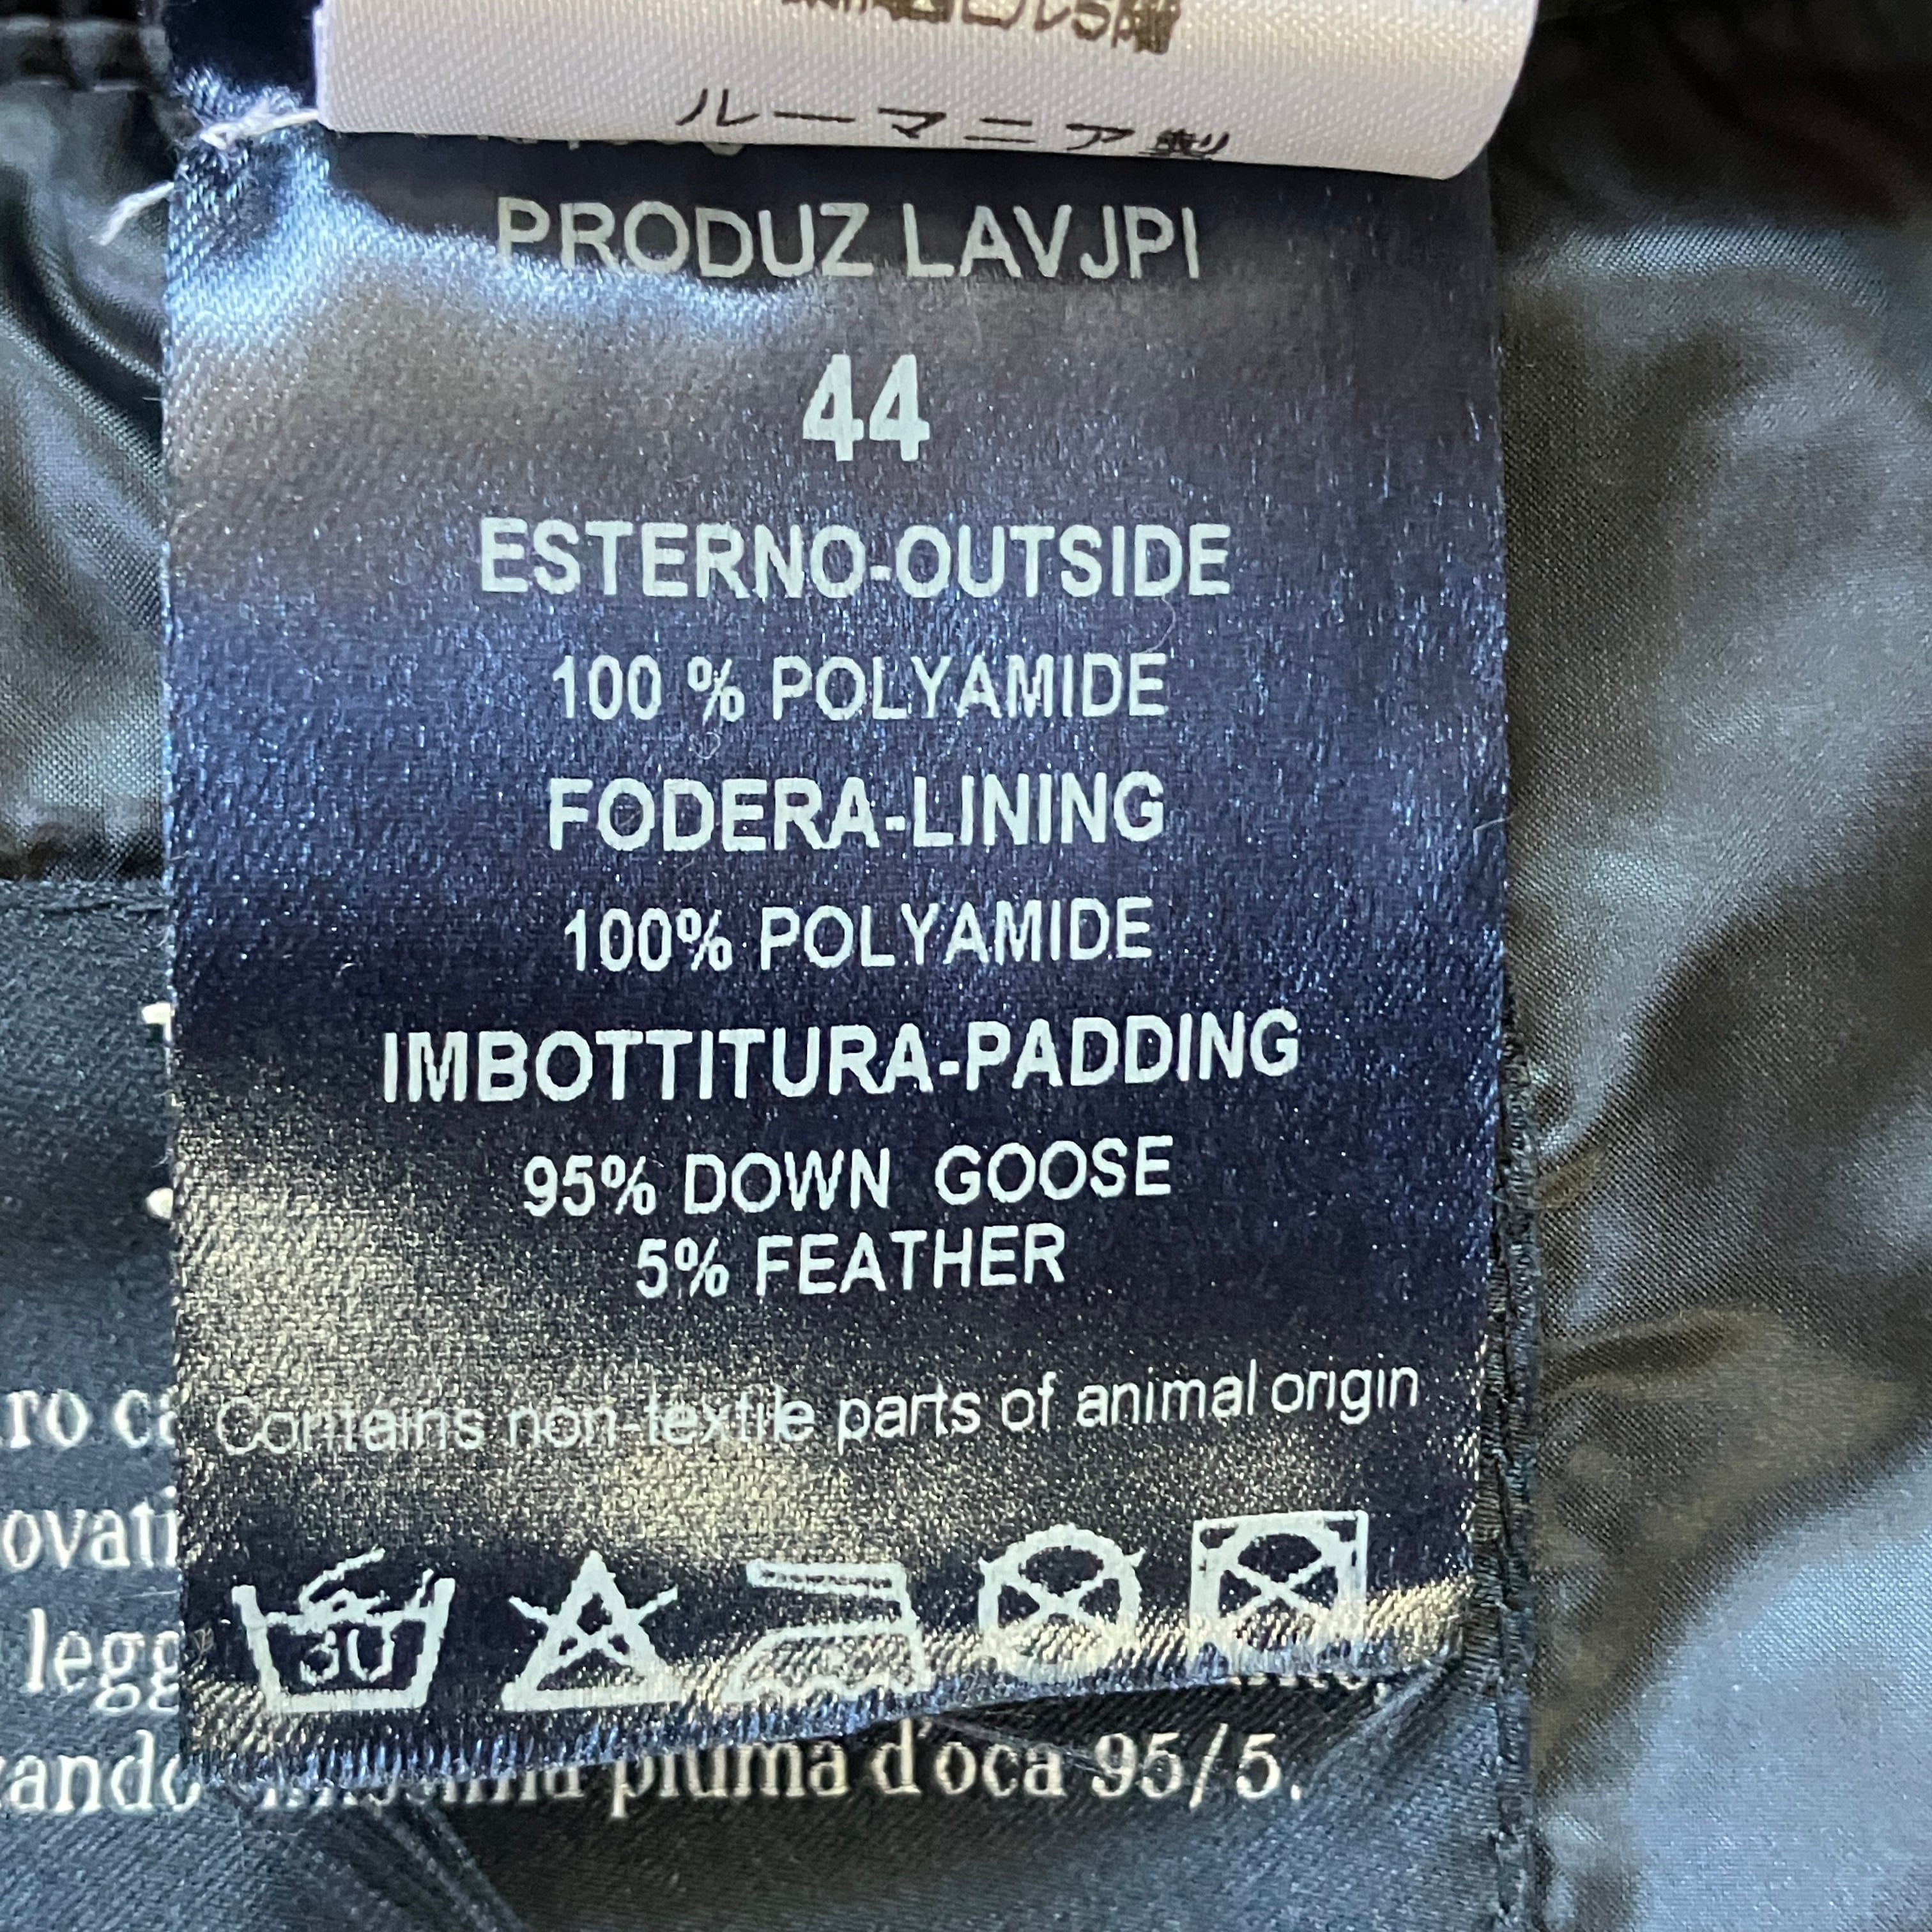 ルーマニア製
PRODUZ LAVJPI
44
ESTERNO-OUTSIDE
100 % POLYAMIDE
FODERA-LINING
100% POLYAMIDE
IMBOTTITURA-PADDING
95% DOWN GOOSE
5% FEATHER
Contains non-textile parts of animal origin
30
piuma d'oca 95/5.